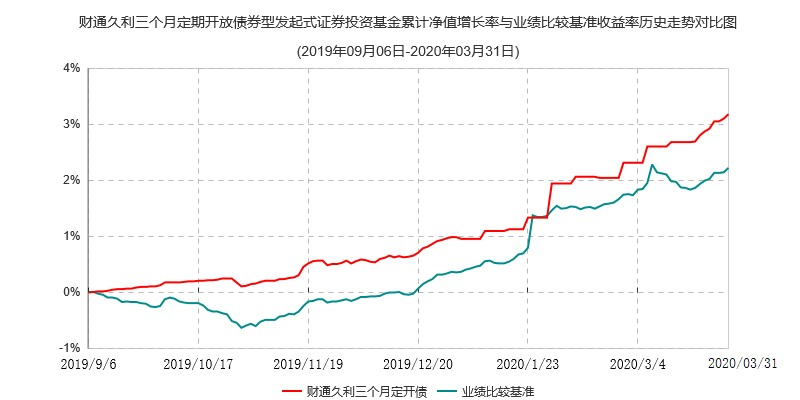 财通久利三个月定期开放债券型发起式证券投资基金累计净值增长率与业绩比较基准收益率历史走势对比图
(2019年09月06日-2020年03月31日)
4%
3%
2%
1%
0%
-1%
2019/9/6 2019/10/17 2019/11/19 2019/12/20 2020/1/23 2020/3/4 2020/03/31
财通久利三个月定开债 业绩比较基准